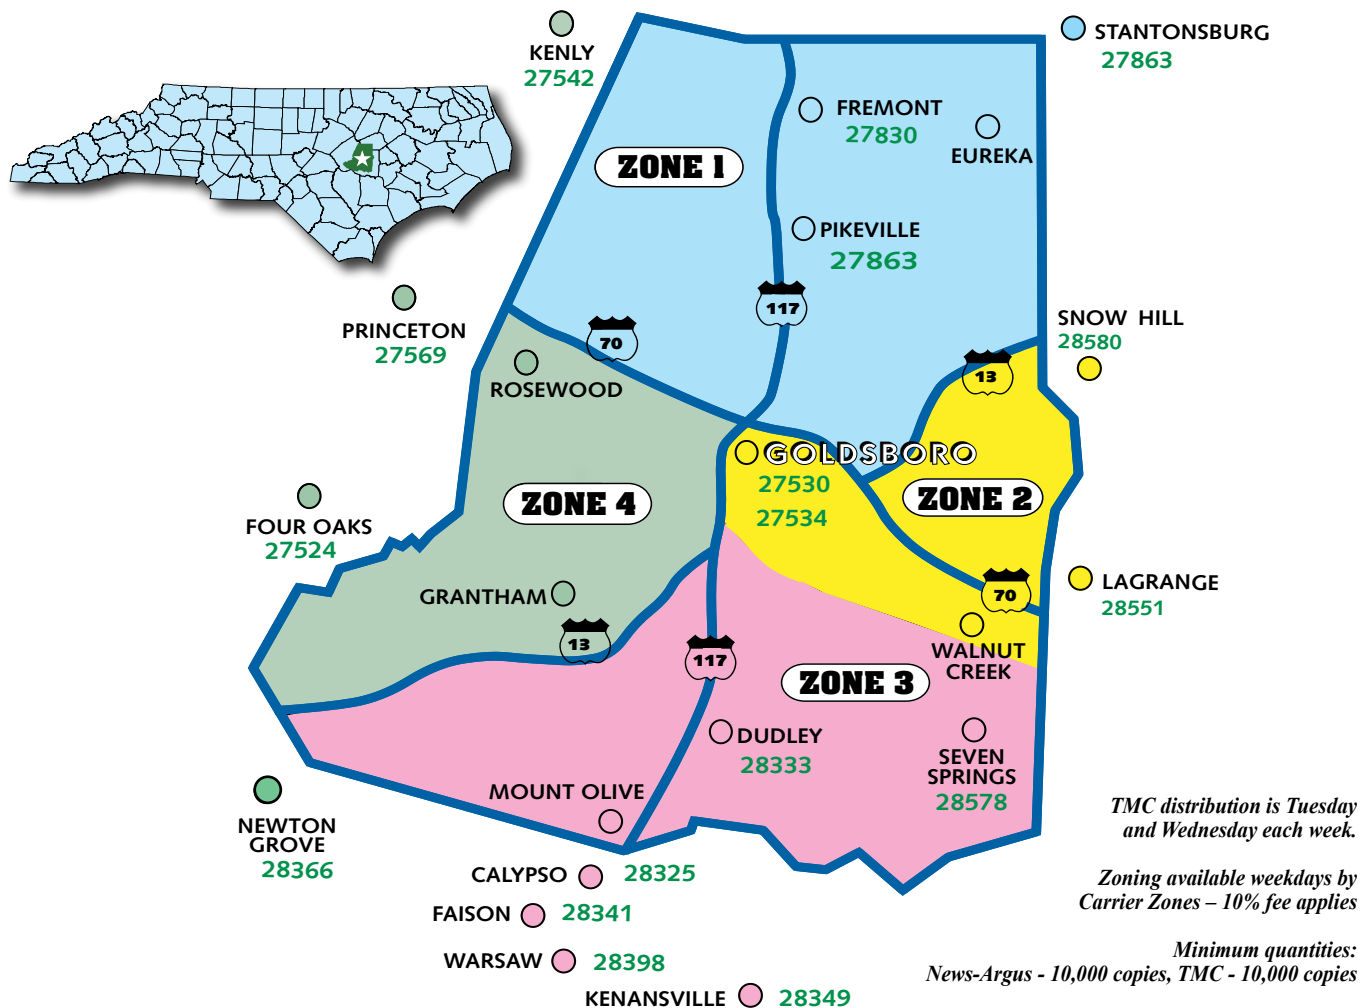 KENLY
27542
STANTONSBURG
27863
FREMONT
27830
EUREKA
ZONE 1
PIKEVILLE
27863
117
PRINCETON
27569
70
ROSEWOOD
SNOW HILL
28580
13
GOLDSBORO
27530
27534
ZONE 4
ZONE 2
FOUR OAKS
27524
GRANTHAM
13
70
LAGRANGE
28551
WALNUT
CREEK
117
ZONE 3
DUDLEY
28333
SEVEN
SPRINGS
28578
MOUNT OLIVE
NEWTON
GROVE
28366
CALYPSO
28325
FAISON
28341
WARSAW
28398
KENANSVILLE
28349
TMC distribution is Tuesday
and Wednesday each week.
Zoning available weekdays by
Carrier Zones – 10% fee applies
Minimum quantities:
News-Argus - 10,000 copies, TMC - 10,000 copies